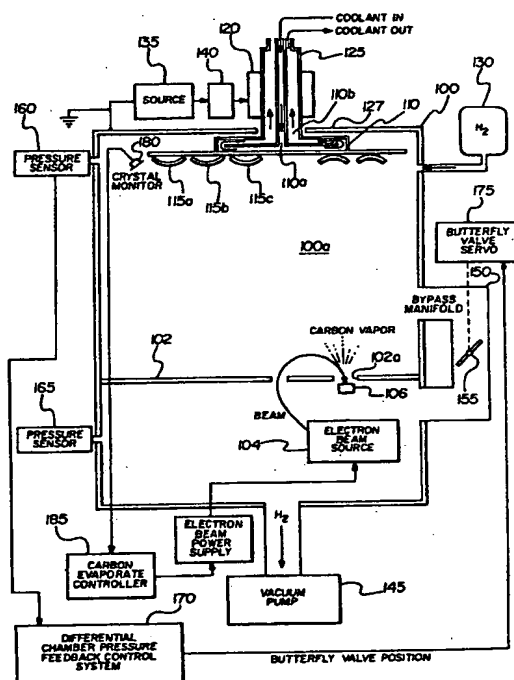 COOLANT IN
COOLANT OUT
135
140
120
125
SOURCE
110b
127
110
100
130
H2
160
PRESSURE
SENSOR
180
CRYSTAL
MONITOR
115a
115b
115c
110a
100a
175
BUTTERFLY
VALVE
SERVO
150
BYPASS
MANIFOLD
CARBON VAPOR
102
102a
106
155
165
PRESSURE
SENSOR
BEAM
104
ELECTRON
BEAM
SOURCE
ELECTRON
BEAM
POWER
SUPPLY
H2
185
CARBON
EVAPORATE
CONTROLLER
VACUUM
PUMP
145
170
DIFFERENTIAL
CHAMBER PRESSURE
FEEDBACK CONTROL
SYSTEM
BUTTERFLY VALVE POSITION